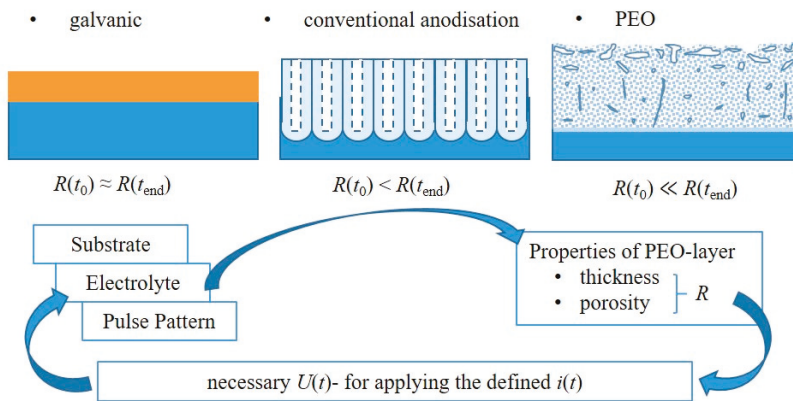 • galvanic
• conventional anodisation
• PEO
R(t₀) ≈ R(tₑₙd)
R(t₀) < R(tₑₙd)
R(t₀) ≪ R(tₑₙd)
Substrate
Electrolyte
Pulse Pattern
Properties of PEO-layer
• thickness
• porosity
R
necessary U(t)- for applying the defined i(t)